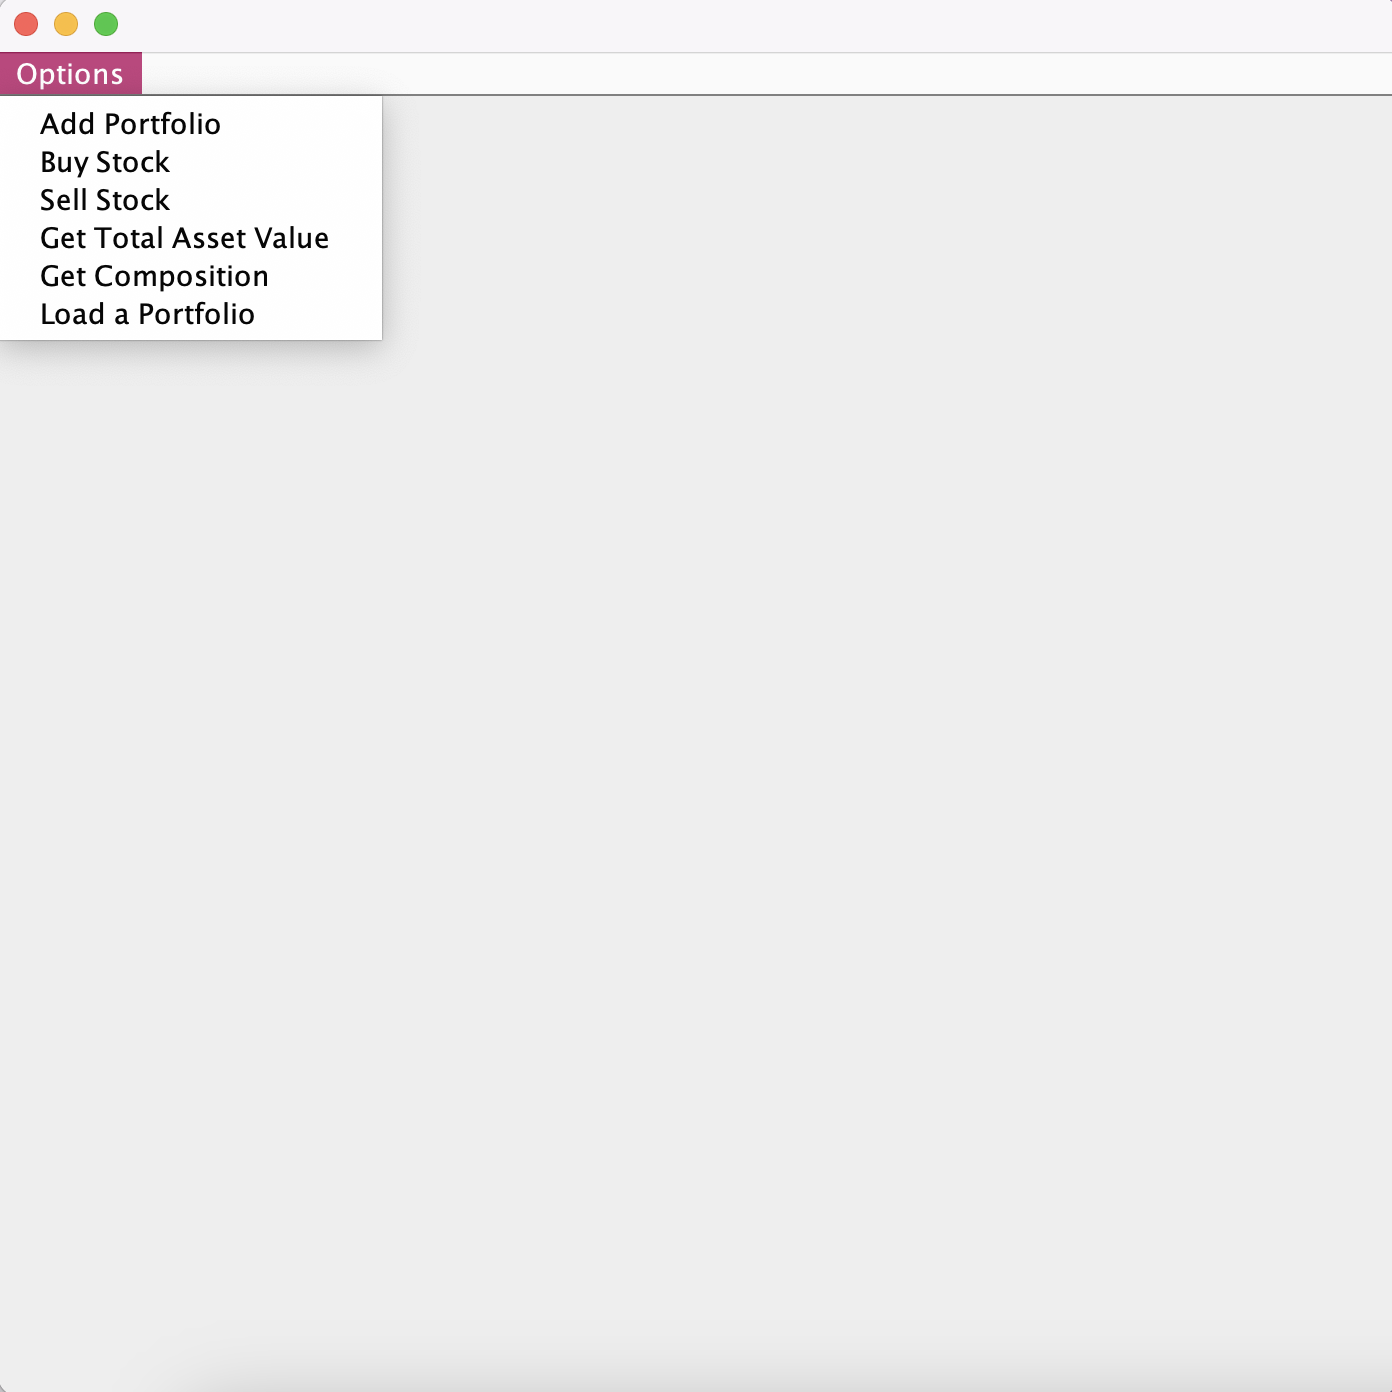 Options
Add Portfolio
Buy Stock
Sell Stock
Get Total Asset Value
Get Composition
Load a Portfolio